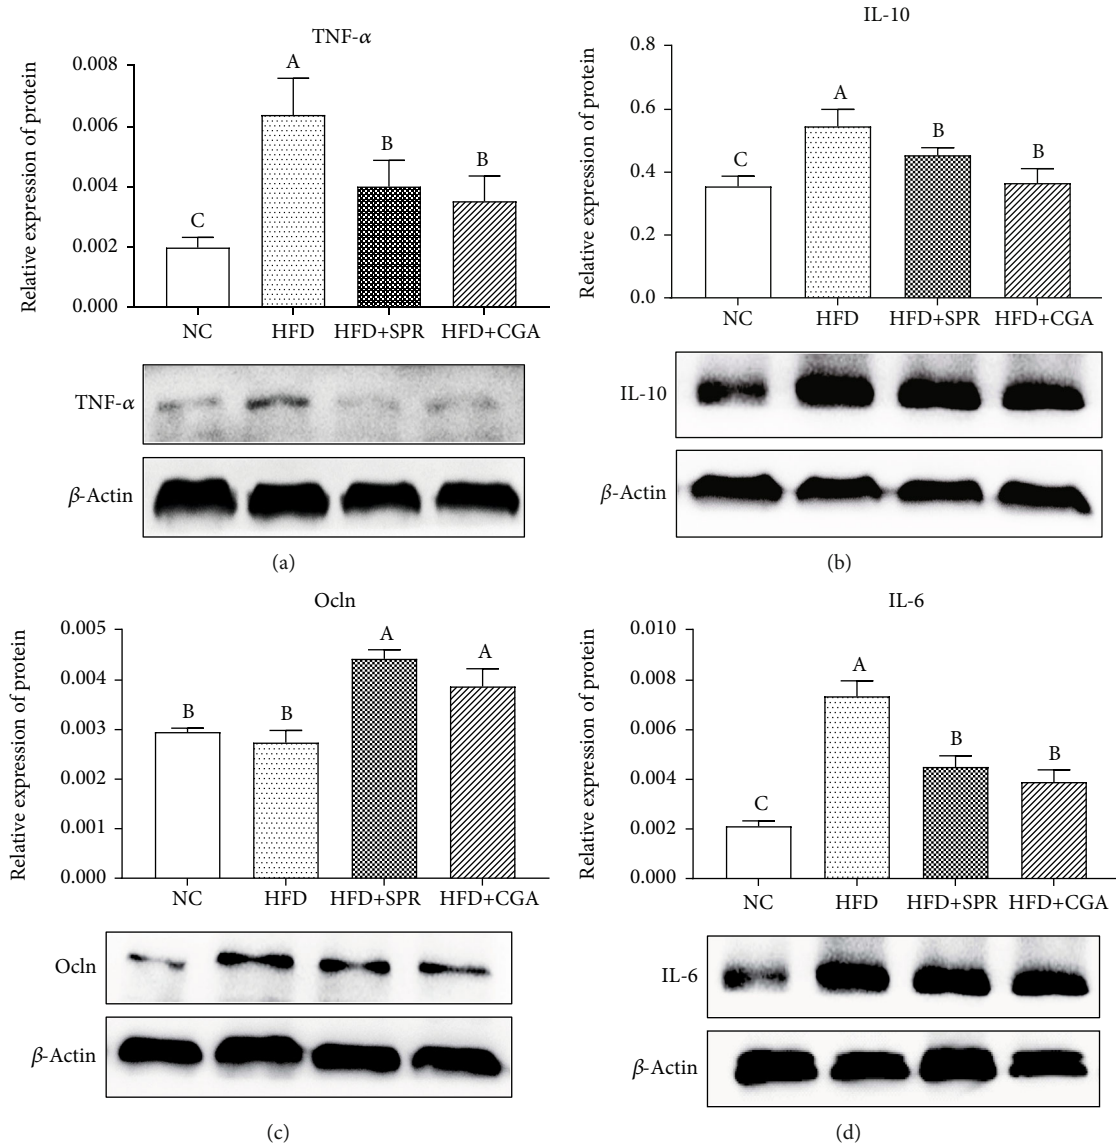 TNF-α
Relative expression of protein
0.008
0.006
0.004
0.002
0.000
A
B
B
C
NC HFD HFD+SPR HFD+CGA
TNF-α
β-Actin
(a)
IL-10
Relative expression of protein
0.8
0.6
0.4
0.2
0.0
C
A
B
B
NC HFD HFD+SPR HFD+CGA
IL-10
β-Actin
(b)
Ocln
Relative expression of protein
0.005
0.004
0.003
0.002
0.001
0.000
B
B
A
A
NC HFD HFD+SPR HFD+CGA
Ocln
β-Actin
(c)
IL-6
Relative expression of protein
0.010
0.008
0.006
0.004
0.002
0.000
C
A
B
B
NC HFD HFD+SPR HFD+CGA
IL-6
β-Actin
(d)